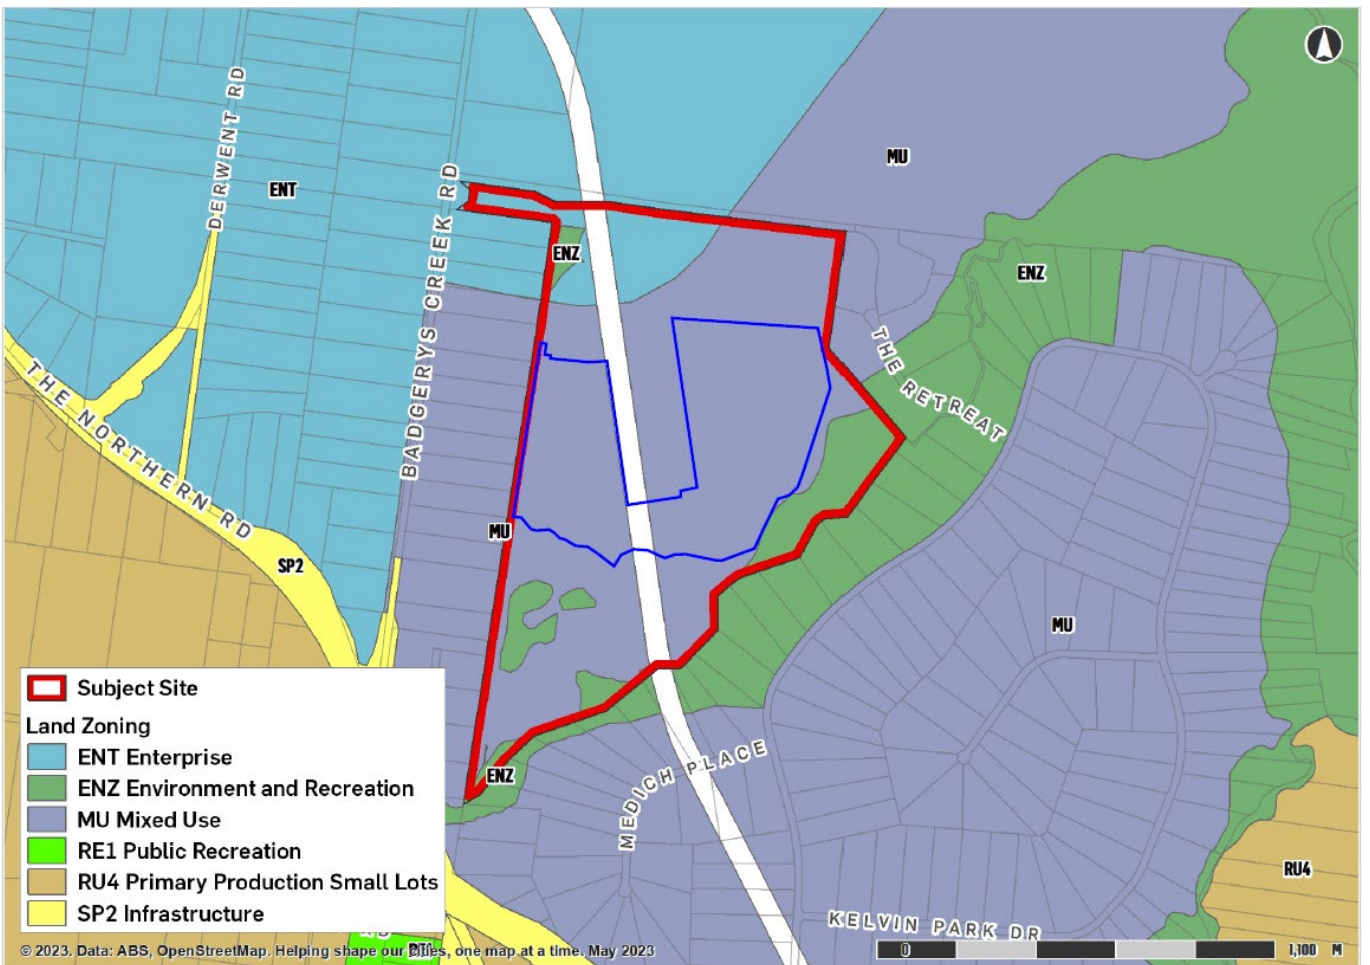 MU
DERWENT RD
ENT
BADGERYS CREEK RD
ENZ
ENZ
THE RETREAT
THE NORTHERN RD
MU
SP2
MU
ENZ
MEDICH PLACE
RU4
KELVIN PARK DR
Subject Site
Land Zoning
ENT Enterprise
ENZ Environment and Recreation
MU Mixed Use
RE1 Public Recreation
RU4 Primary Production Small Lots
SP2 Infrastructure
RE1
© 2023. Data: ABS, OpenStreetMap. Helping shape our cities, one map at a time. May 2023
0 1,100 M